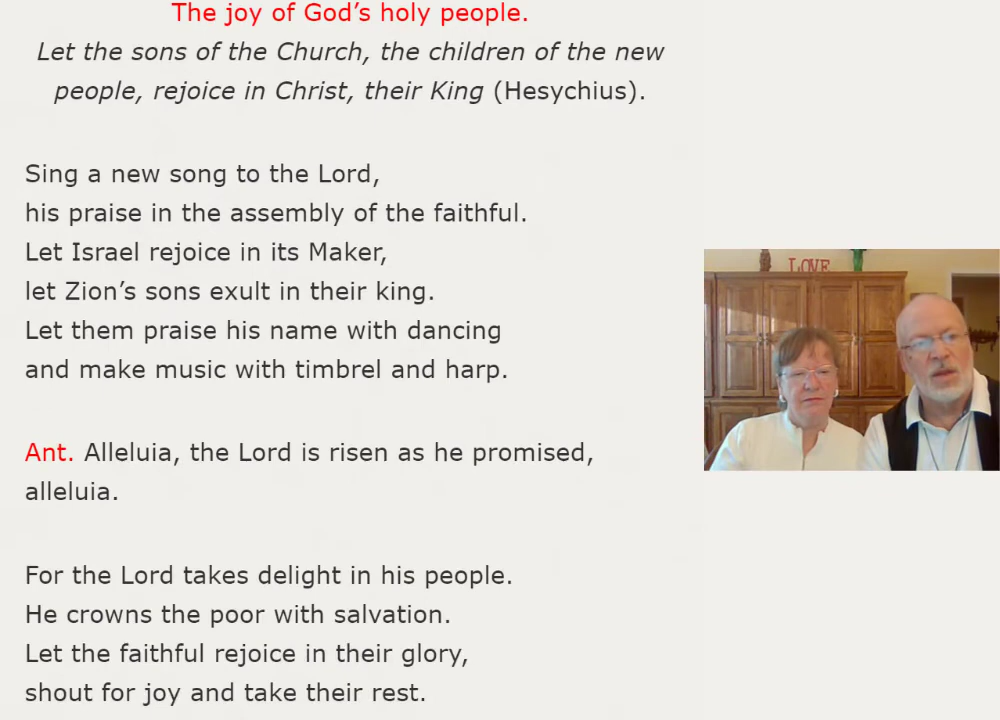 The joy of God’s holy people.
Let the sons of the Church, the children of the new
people, rejoice in Christ, their King (Hesychius).
Sing a new song to the Lord,
his praise in the assembly of the faithful.
Let Israel rejoice in its Maker,
let Zion’s sons exult in their king.
Let them praise his name with dancing
and make music with timbrel and harp.
Ant. Alleluia, the Lord is risen as he promised,
alleluia.
For the Lord takes delight in his people.
He crowns the poor with salvation.
Let the faithful rejoice in their glory,
shout for joy and take their rest.
LOVE